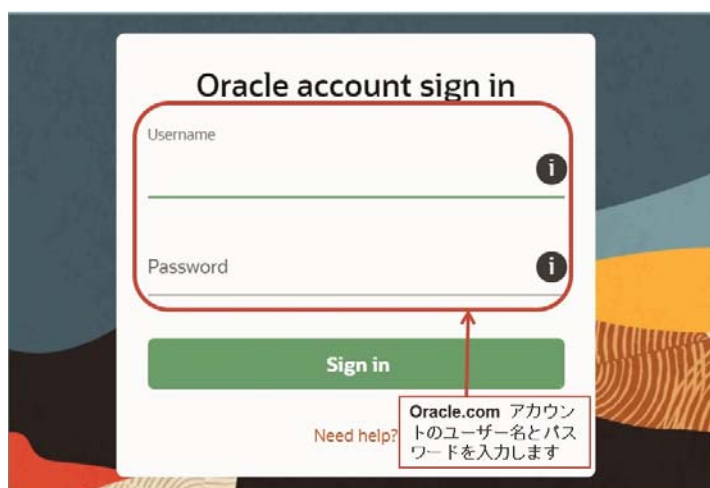 Oracle account sign in
Username
i
Password
i
Sign in
Need help?
Oracle.com アカウン
トのユーザー名とパス
ワードを入力します